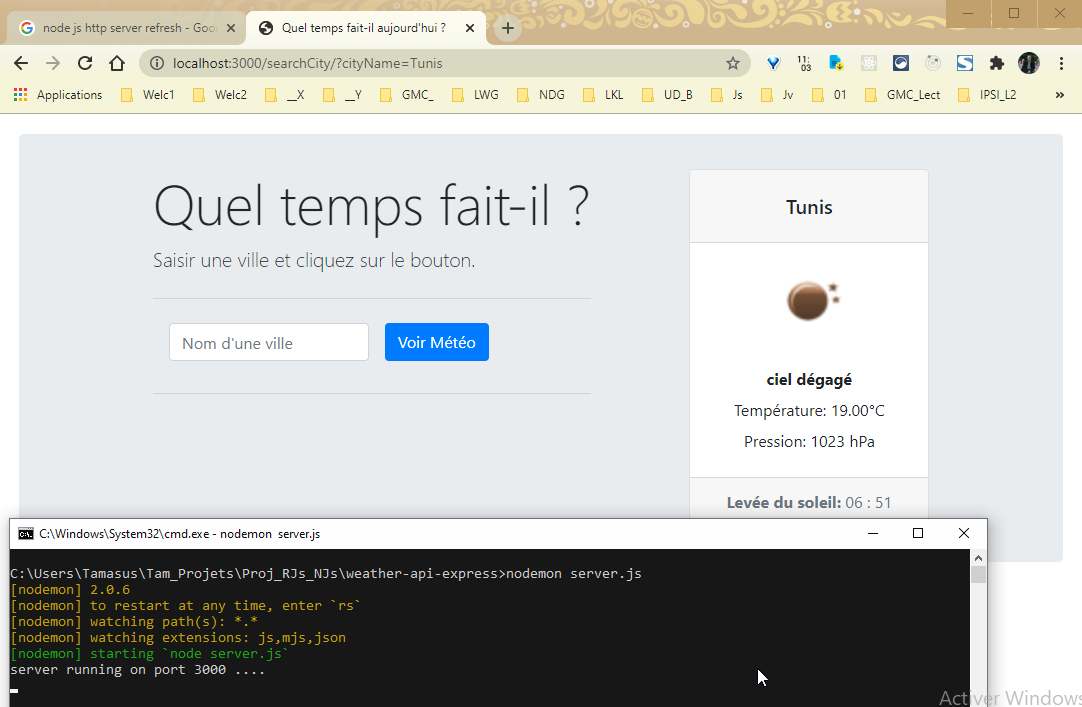 node js http server refresh - Goo
Quel temps fait-il aujourd'hui ?
localhost:3000/searchCity/?cityName=Tunis
11:
03
Applications
Welc1
Welc2
__X
__Y
GMC_
LWG
NDG
LKL
UD_B
Js
Jv
01
GMC_Lect
IPSI_L2
»
Quel temps fait-il ?
Saisir une ville et cliquez sur le bouton.
Nom d'une ville
Voir Météo
Tunis
ciel dégagé
Température: 19.00°C
Pression: 1023 hPa
Levée du soleil: 06 : 51
C:\Windows\System32\cmd.exe - nodemon server.js
C:\Users\Tamasus\Tam_Projets\Proj_RJs_NJs\weather-api-express>nodemon server.js
[nodemon] 2.0.6
[nodemon] to restart at any time, enter `rs`
[nodemon] watching path(s): *.*
[nodemon] watching extensions: js,mjs,json
[nodemon] starting `node server.js`
server running on port 3000 ....
Activer Windows